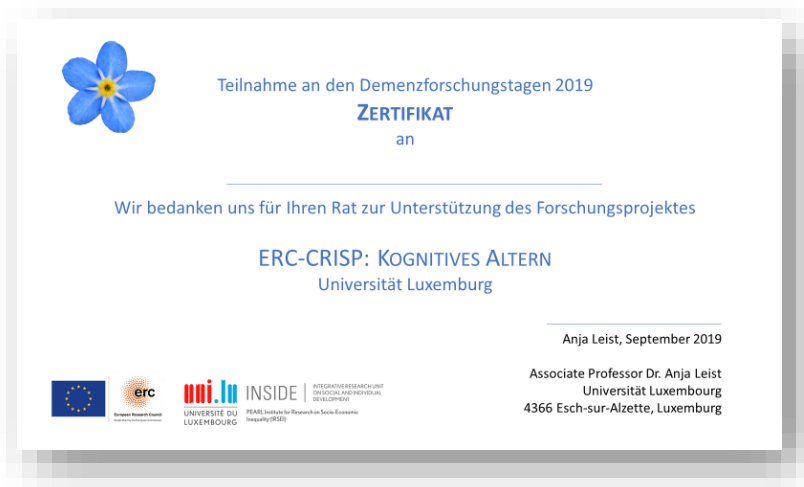 Teilnahme an den Demenzforschungstagen 2019
ZERTIFIKAT
an
Wir bedanken uns für Ihren Rat zur Unterstützung des Forschungsprojektes
ERC-CRISP: KOGNITIVES ALTERN
Universität Luxemburg
Anja Leist, September 2019
Associate Professor Dr. Anja Leist
Universität Luxembourg
4366 Esch-sur-Alzette, Luxemburg
erc
European Research Council
uni.lu
UNIVERSITÉ DU
LUXEMBOURG
INSIDE
INTEGRATIVE RESEARCH UNIT
ON SOCIAL AND INDIVIDUAL
DEVELOPMENT
PEARL Institute for Research on Socio-Economic
Inequality (IRSEI)